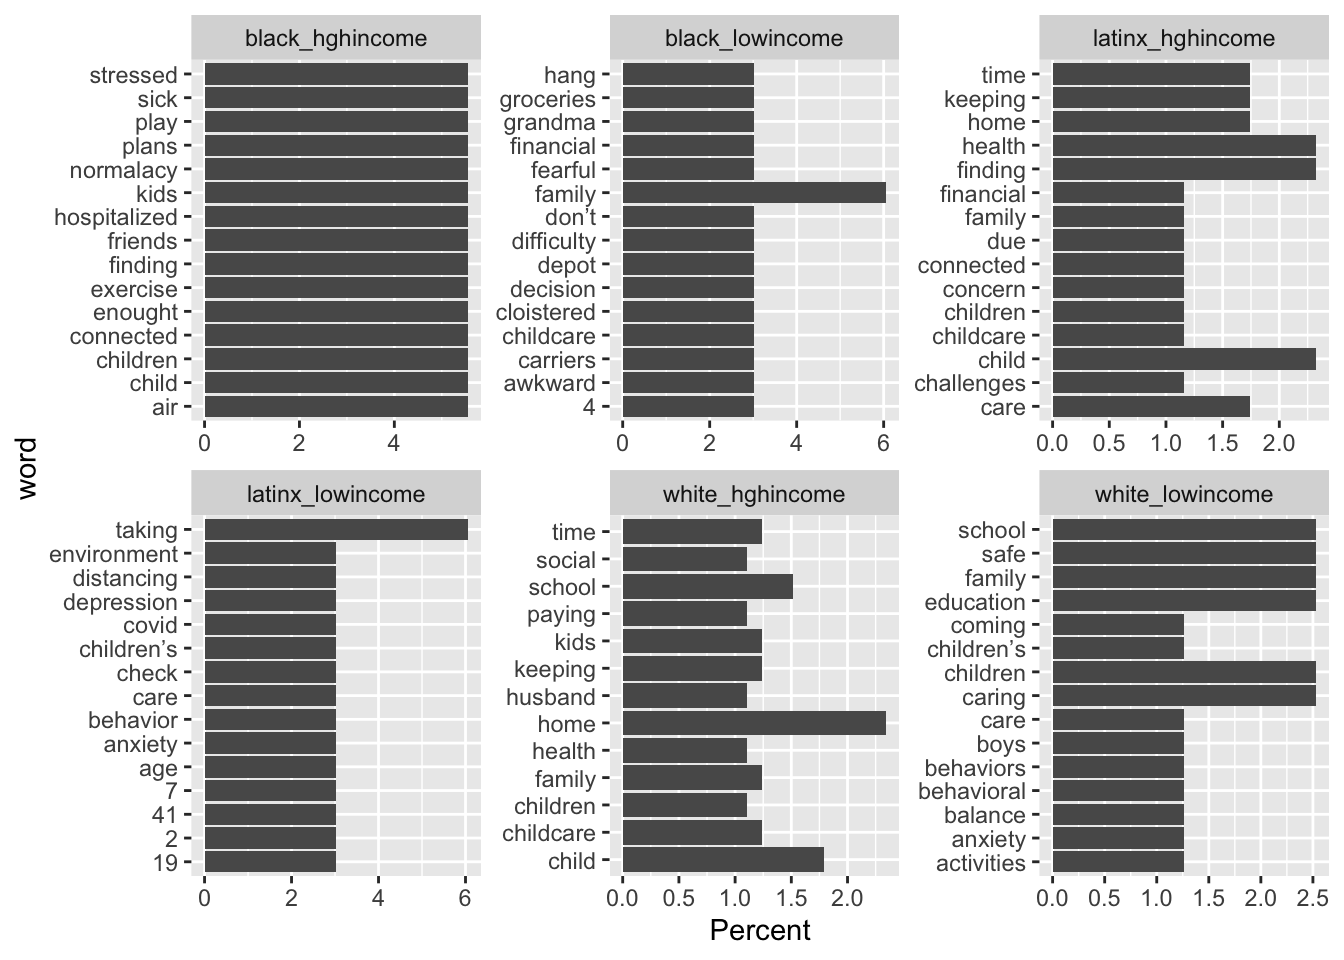 black_hghincome
stressed
sick
play
plans
normalacy
kids
hospitalized
friends
finding
exercise
enought
connected
children
child
air
0 2 4
black_lowincome
hang
groceries
grandma
financial
fearful
family
don’t
difficulty
depot
decision
cloistered
childcare
carriers
awkward
4
0 2 4 6
latinx_hghincome
time
keeping
home
health
finding
financial
family
due
connected
concern
children
childcare
child
challenges
care
0.0 0.5 1.0 1.5 2.0
word
latinx_lowincome
taking
environment
distancing
depression
covid
children’s
check
care
behavior
anxiety
age
7
41
2
19
0 2 4 6
white_hghincome
time
social
school
paying
kids
keeping
husband
home
health
family
children
childcare
child
0.0 0.5 1.0 1.5 2.0
white_lowincome
school
safe
family
education
coming
children’s
children
caring
care
boys
behaviors
behavioral
balance
anxiety
activities
0.0 0.5 1.0 1.5 2.0 2.5
Percent